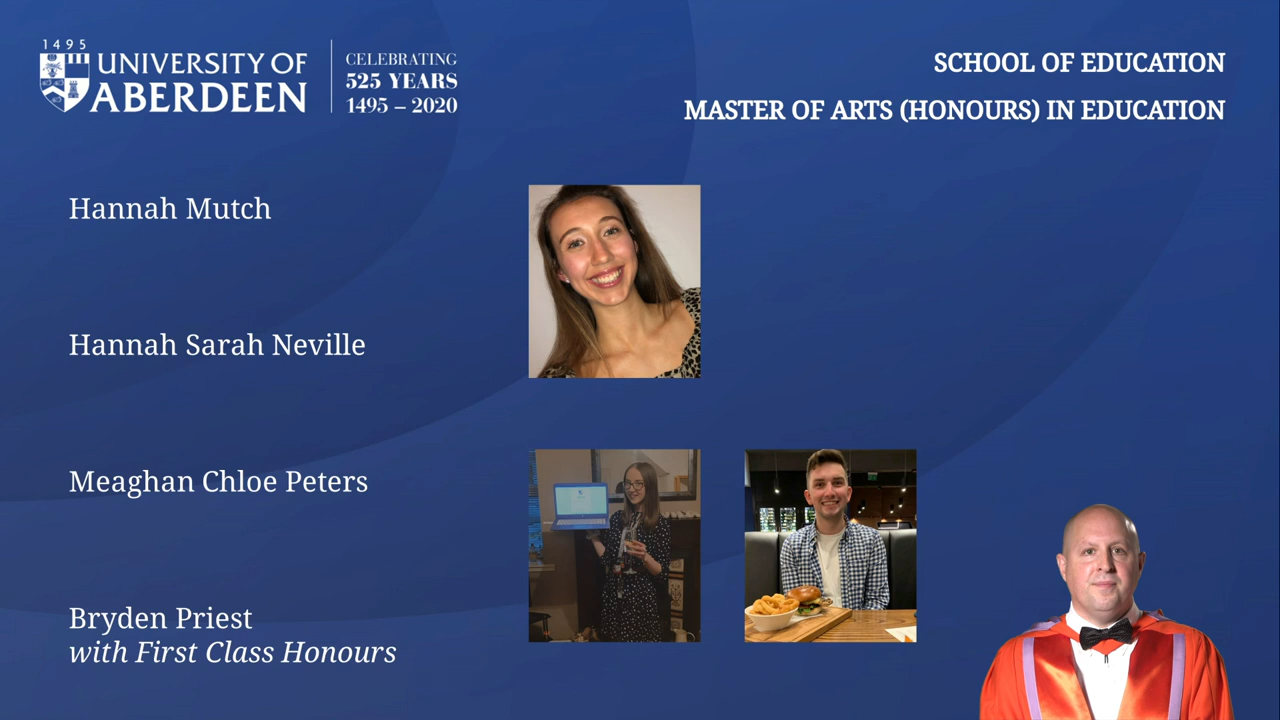 1495
UNIVERSITY OF
ABERDEEN
CELEBRATING
525 YEARS
1495 – 2020
SCHOOL OF EDUCATION
MASTER OF ARTS (HONOURS) IN EDUCATION
Hannah Mutch
Hannah Sarah Neville
Meaghan Chloe Peters
Bryden Priest
with First Class Honours